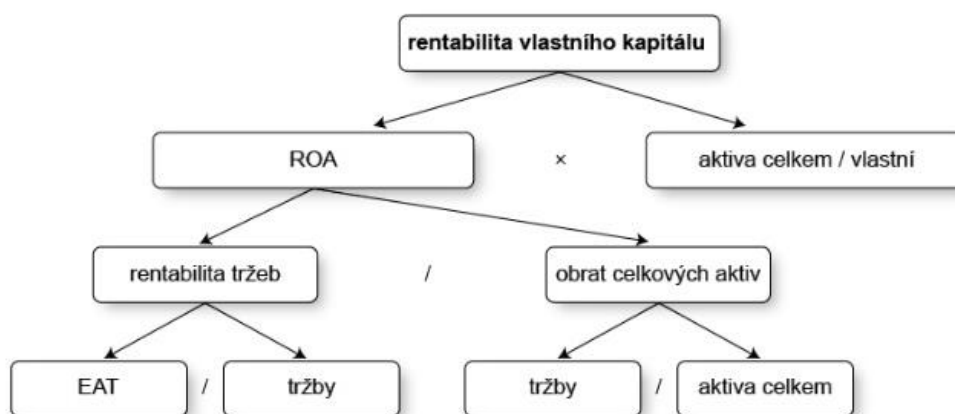 rentabilita vlastního kapitálu
ROA × aktiva celkem / vlastní
rentabilita tržeb / obrat celkových aktiv
EAT / tržby tržby / aktiva celkem